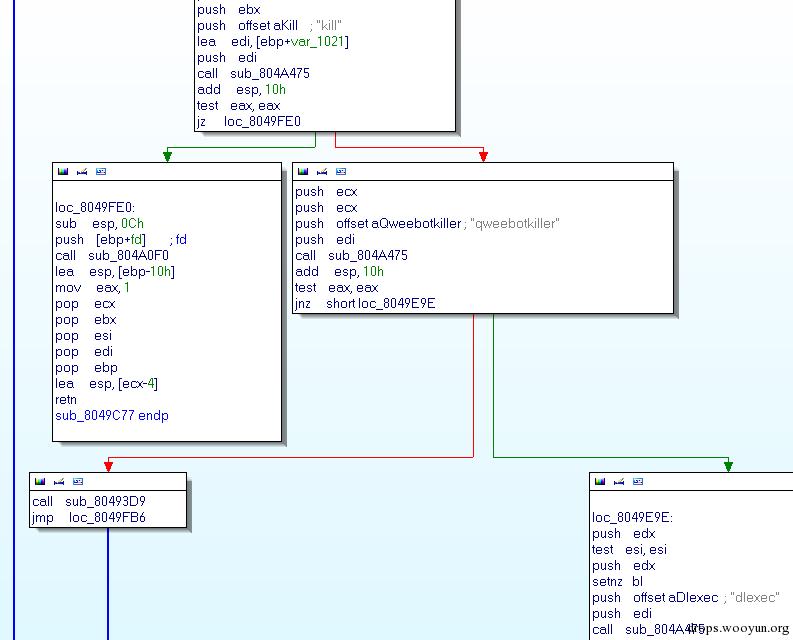 push ebx
push offset aKill ; "kill"
lea edi, [ebp+var_1021]
push edi
call sub_804A475
add esp, 10h
test eax, eax
jz loc_8049FE0
loc_8049FE0:
sub esp, 0Ch
push [ebp+fd] ; fd
call sub_804A0F0
lea esp, [ebp-10h]
mov eax, 1
pop ecx
pop ebx
pop esi
pop edi
pop ebp
lea esp, [ecx-4]
retn
sub_8049C77 endp
push ecx
push ecx
push offset aQweebotkiller ; "qweebotkiller"
push edi
call sub_804A475
add esp, 10h
test eax, eax
jnz short loc_8049E9E
call sub_80493D9
jmp loc_8049FB6
loc_8049E9E:
push edx
test esi, esi
push edx
setnz bl
push offset aDlexec ; "dlexec"
push edi
call sub_804A475
drops.wooyun.org